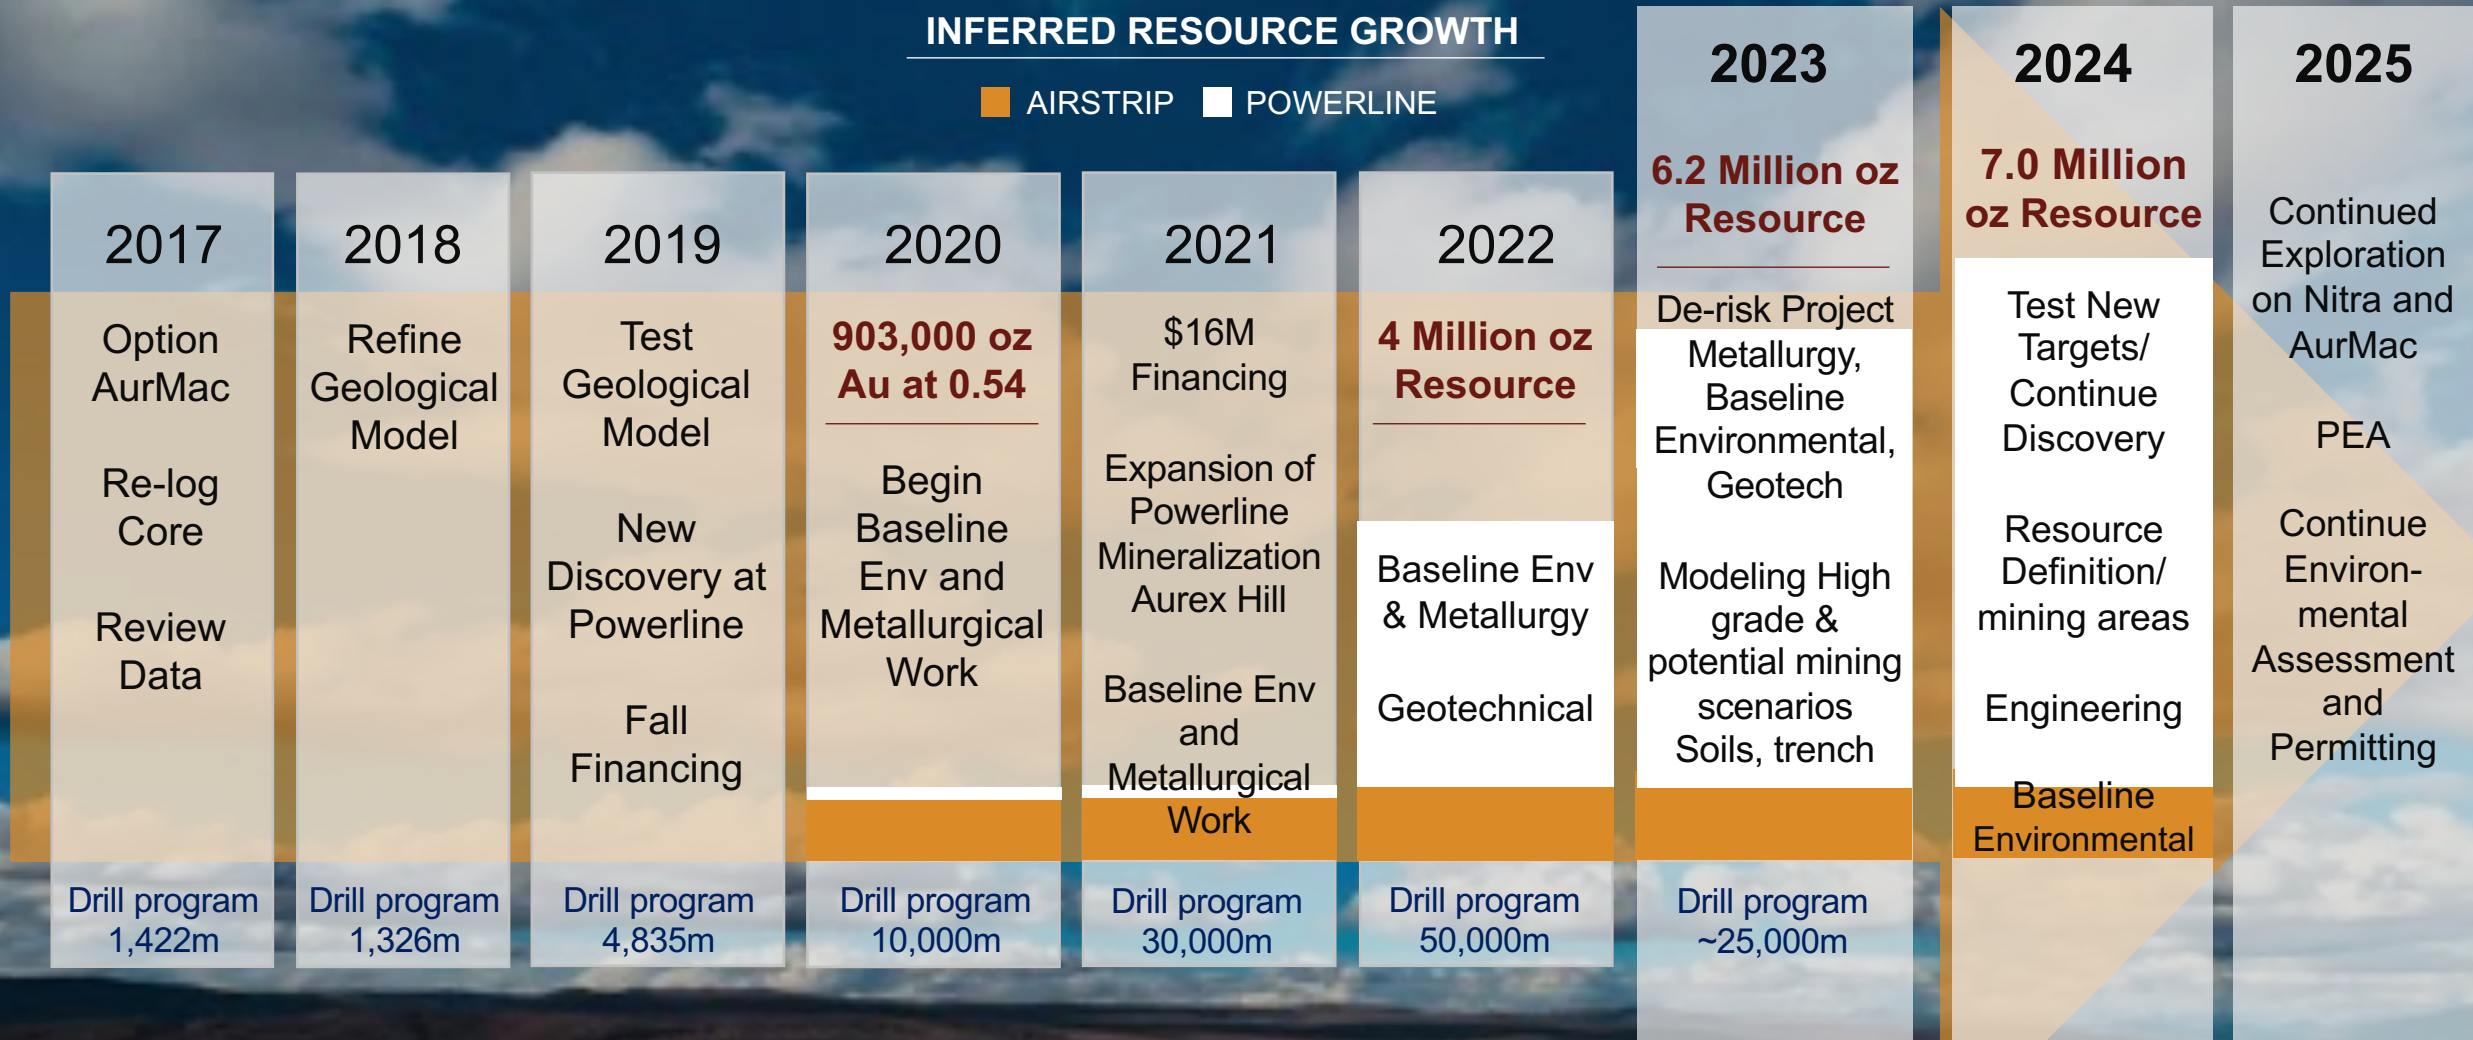 INFERRED RESOURCE GROWTH
AIRSTRIP
POWERLINE
2017
Option
AurMac
Re-log
Core
Review
Data
Drill program
1,422m
2018
Refine
Geological
Model
Drill program
1,326m
2019
Test
Geological
Model
New
Discovery at
Powerline
Fall
Financing
Drill program
4,835m
2020
903,000 oz
Au at 0.54
Begin
Baseline
Env and
Metallurgical
Work
Drill program
10,000m
2021
$16M
Financing
Expansion of
Powerline
Mineralization
Aurex Hill
Baseline Env
and
Metallurgical
Work
Drill program
30,000m
2022
4 Million oz
Resource
Baseline Env
& Metallurgy
Geotechnical
Drill program
50,000m
2023
6.2 Million oz
Resource
De-risk Project
Metallurgy,
Baseline
Environmental,
Geotech
Modeling High
grade &
potential mining
scenarios
Soils, trench
Drill program
~25,000m
2024
7.0 Million
oz Resource
Test New
Targets/
Continue
Discovery
Resource
Definition/
mining areas
Engineering
Baseline
Environmental
2025
Continued
Exploration
on Nitra and
AurMac
PEA
Continue
Environ-
mental
Assessment
and
Permitting